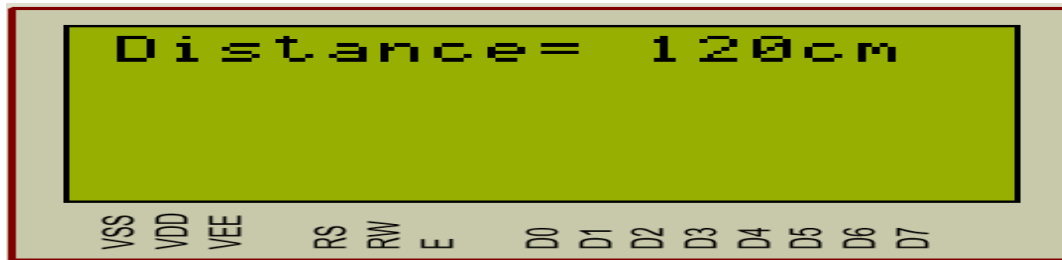 Distance= 120cm
VSS VDD VEE RS RW E D0 D1 D2 D3 D4 D5 D6 D7